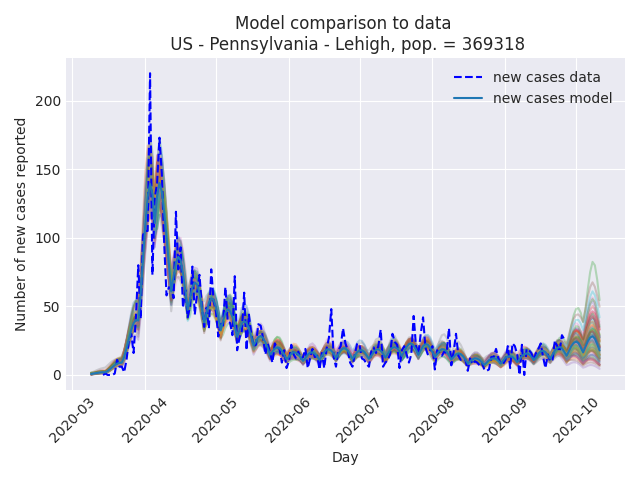 Model comparison to data
US - Pennsylvania - Lehigh, pop. = 369318
new cases data
new cases model
Number of new cases reported
200
150
100
50
0
2020-03
2020-04
2020-05
2020-06
2020-07
2020-08
2020-09
2020-10
Day